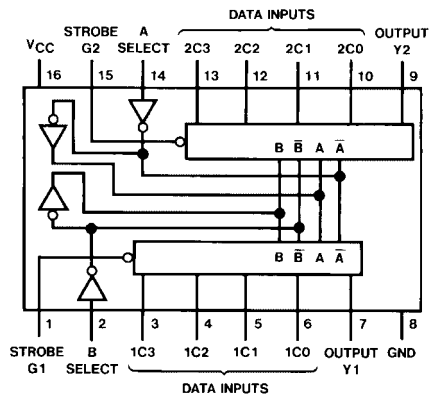 DATA INPUTS
VCC STROBE G2 A SELECT 2C3 2C2 2C1 2C0 OUTPUT Y2
16 15 14 13 12 11 10 9
B B̅ A A̅
B B̅ A A̅
1 2 3 4 5 6 7 8
STROBE G1 B SELECT 1C3 1C2 1C1 1C0 OUTPUT Y1 GND
DATA INPUTS